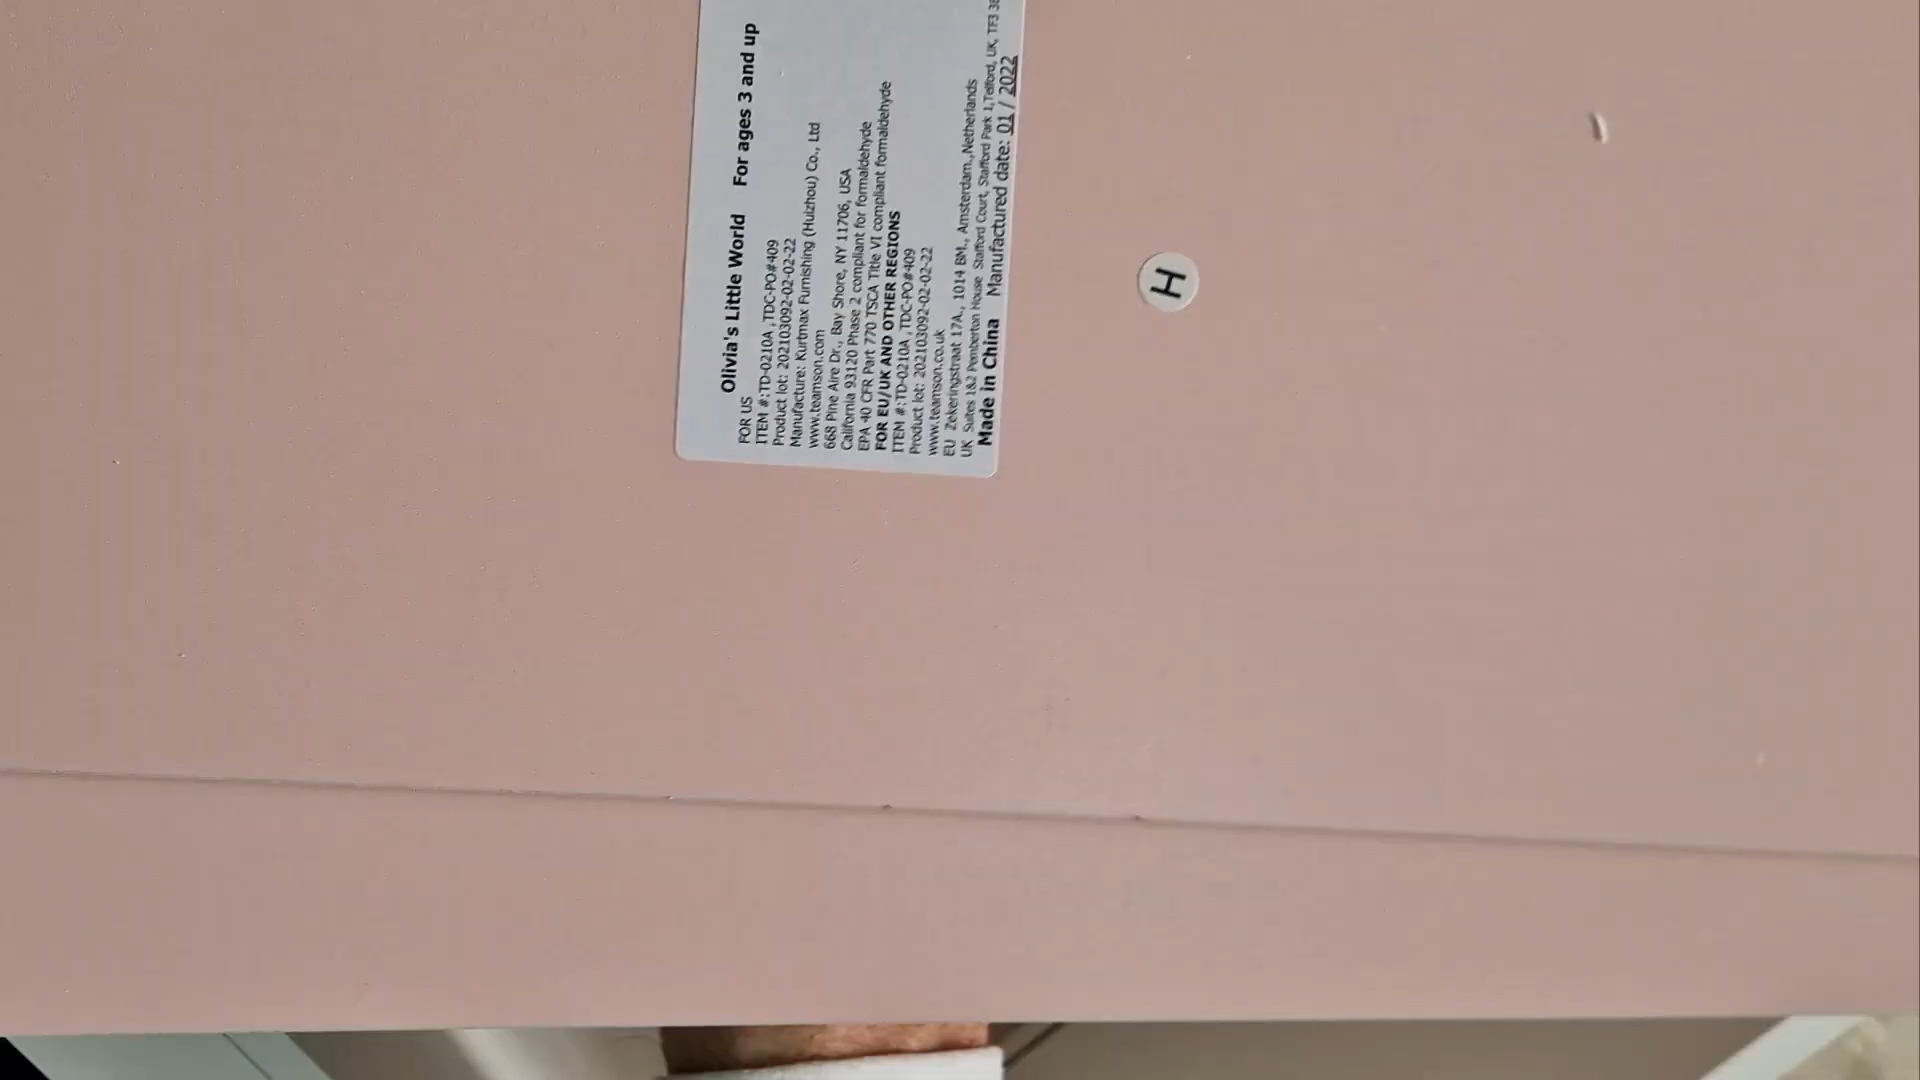 Olivia's Little World For ages 3 and up
FOR US
ITEM #:TD-0210A ,TDC-PO#409
Product lot: 202103092-02-02-22
Manufacture: Kurtmax Furnishing (Huizhou) Co., Ltd
www.teamson.com
668 Pine Aire Dr., Bay Shore, NY 11706, USA
California 93120 Phase 2 compliant for formaldehyde
EPA 40 CFR Part 770 TSCA Title VI compliant formaldehyde
FOR EU/UK AND OTHER REGIONS
ITEM #:TD-0210A ,TDC-PO#409
Product lot: 202103092-02-02-22
www.teamson.co.uk
EU Zekeringstraat 17A., 1014 BM., Amsterdam.,Netherlands
UK Suites 1&2 Pemberton House Stafford Court, Stafford Park 1,Telford, UK, TF3
Made in China Manufactured date: 01 / 2022
H